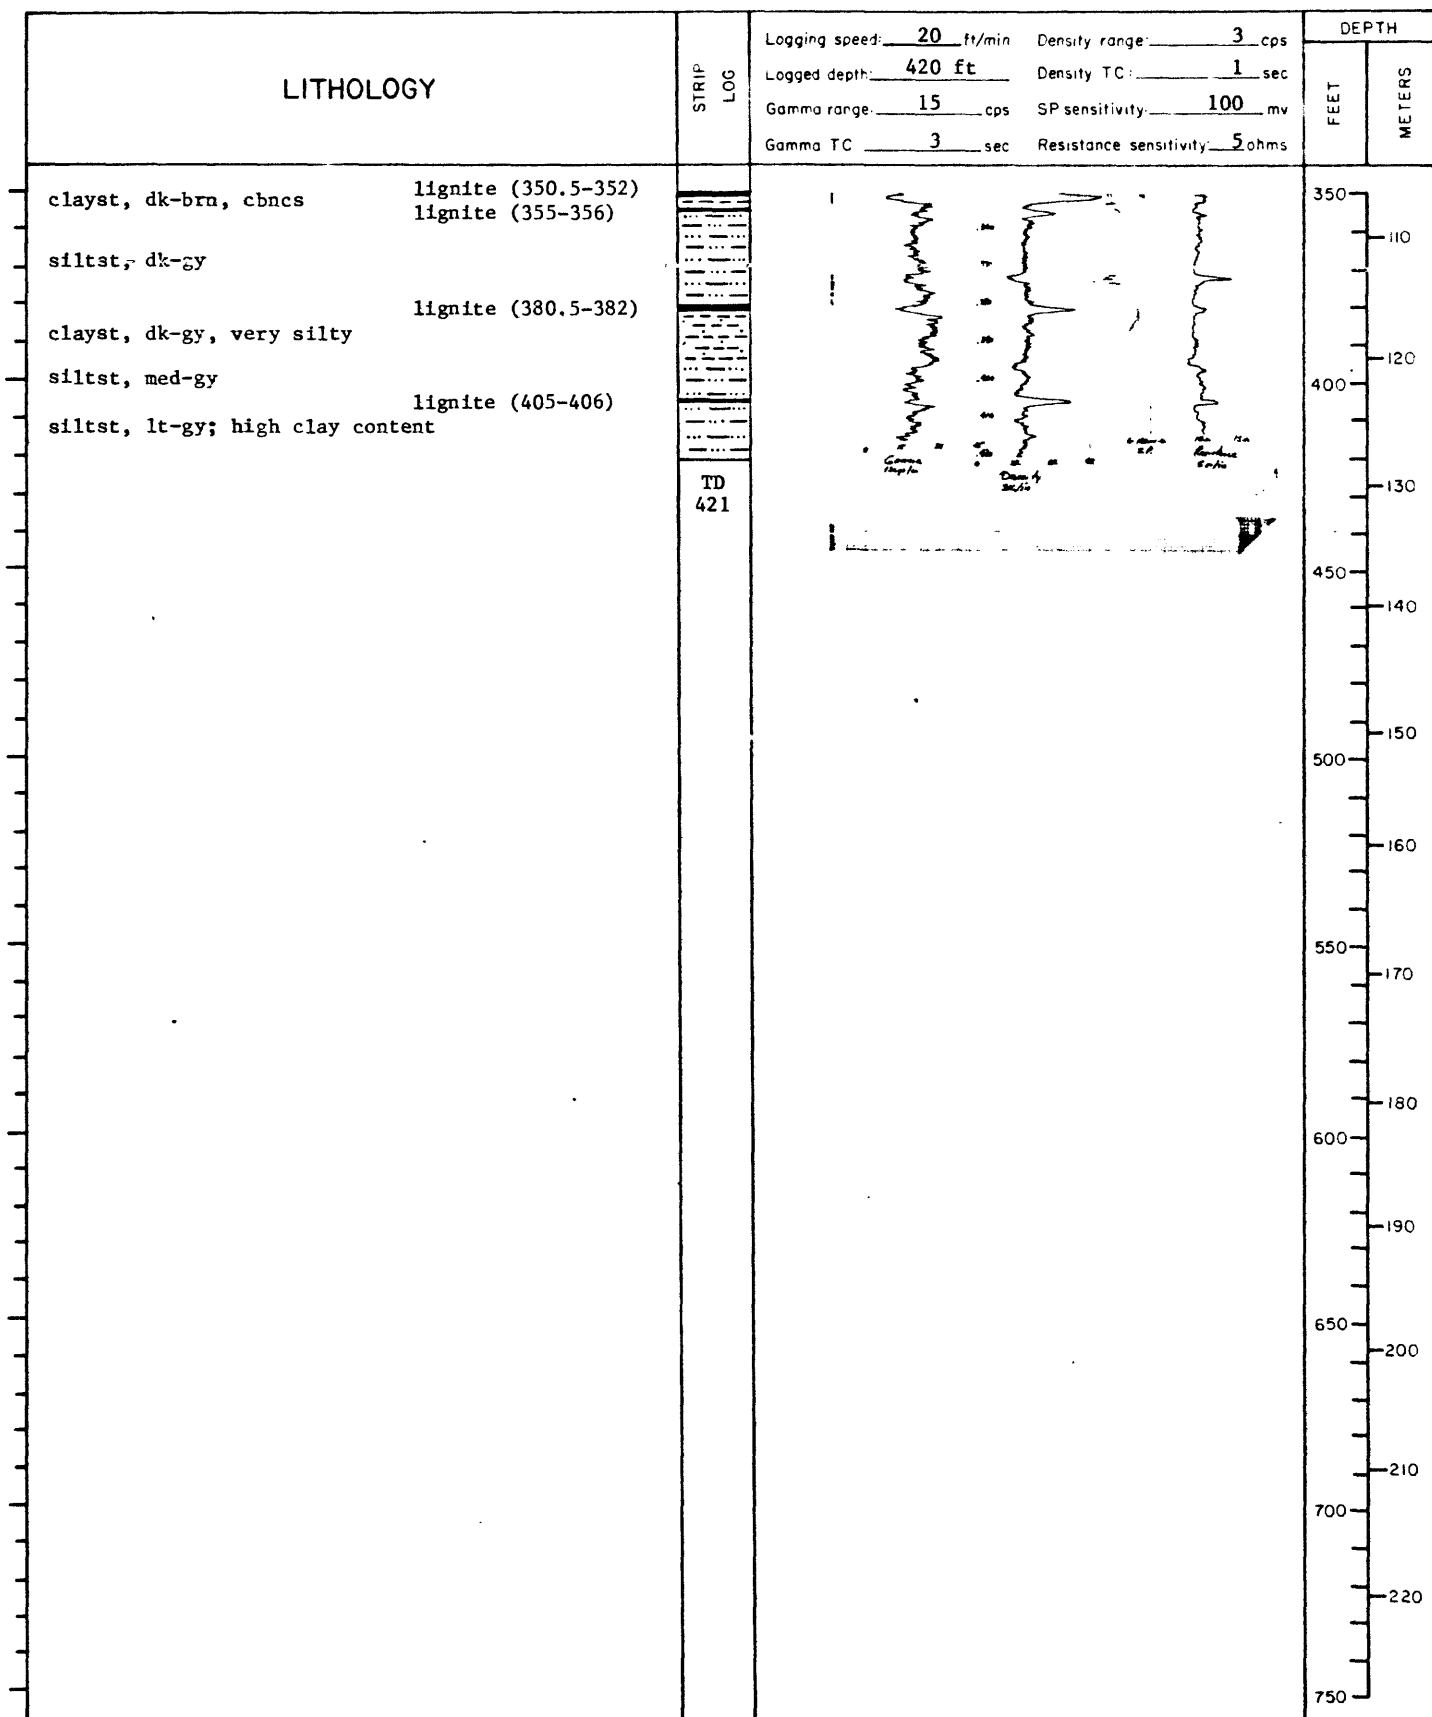 LITHOLOGY
STRIP LOG
Logging speed: 20 ft/min
Density range: 3 cps
Logged depth: 420 ft
Density TC: 1 sec
Gamma range: 15 cps
SP sensitivity: 100 mv
Gamma TC 3 sec
Resistance sensitivity: 5 ohms
DEPTH
FEET
METERS
lignite (350.5-352)
clayst, dk-brn, cbncs
lignite (355-356)
siltst, dk-gy
lignite (380.5-382)
clayst, dk-gy, very silty
siltst, med-gy
lignite (405-406)
siltst, lt-gy; high clay content
TD
421
Gamma
Density
S.P.
350
110
120
400
130
450
140
150
500
160
550
170
180
600
190
650
200
210
700
220
750